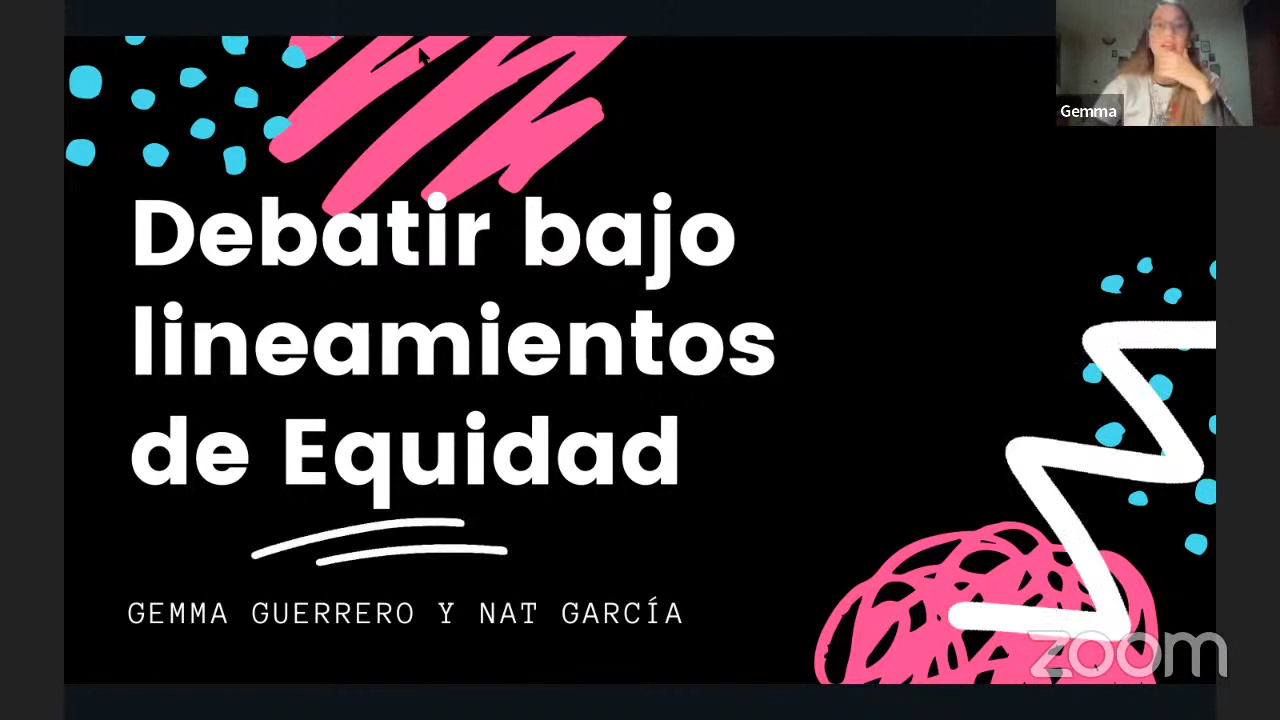 Gemma
Debatir bajo
lineamientos
de Equidad
GEMMA GUERRERO Y NAT GARCÍA
zoom